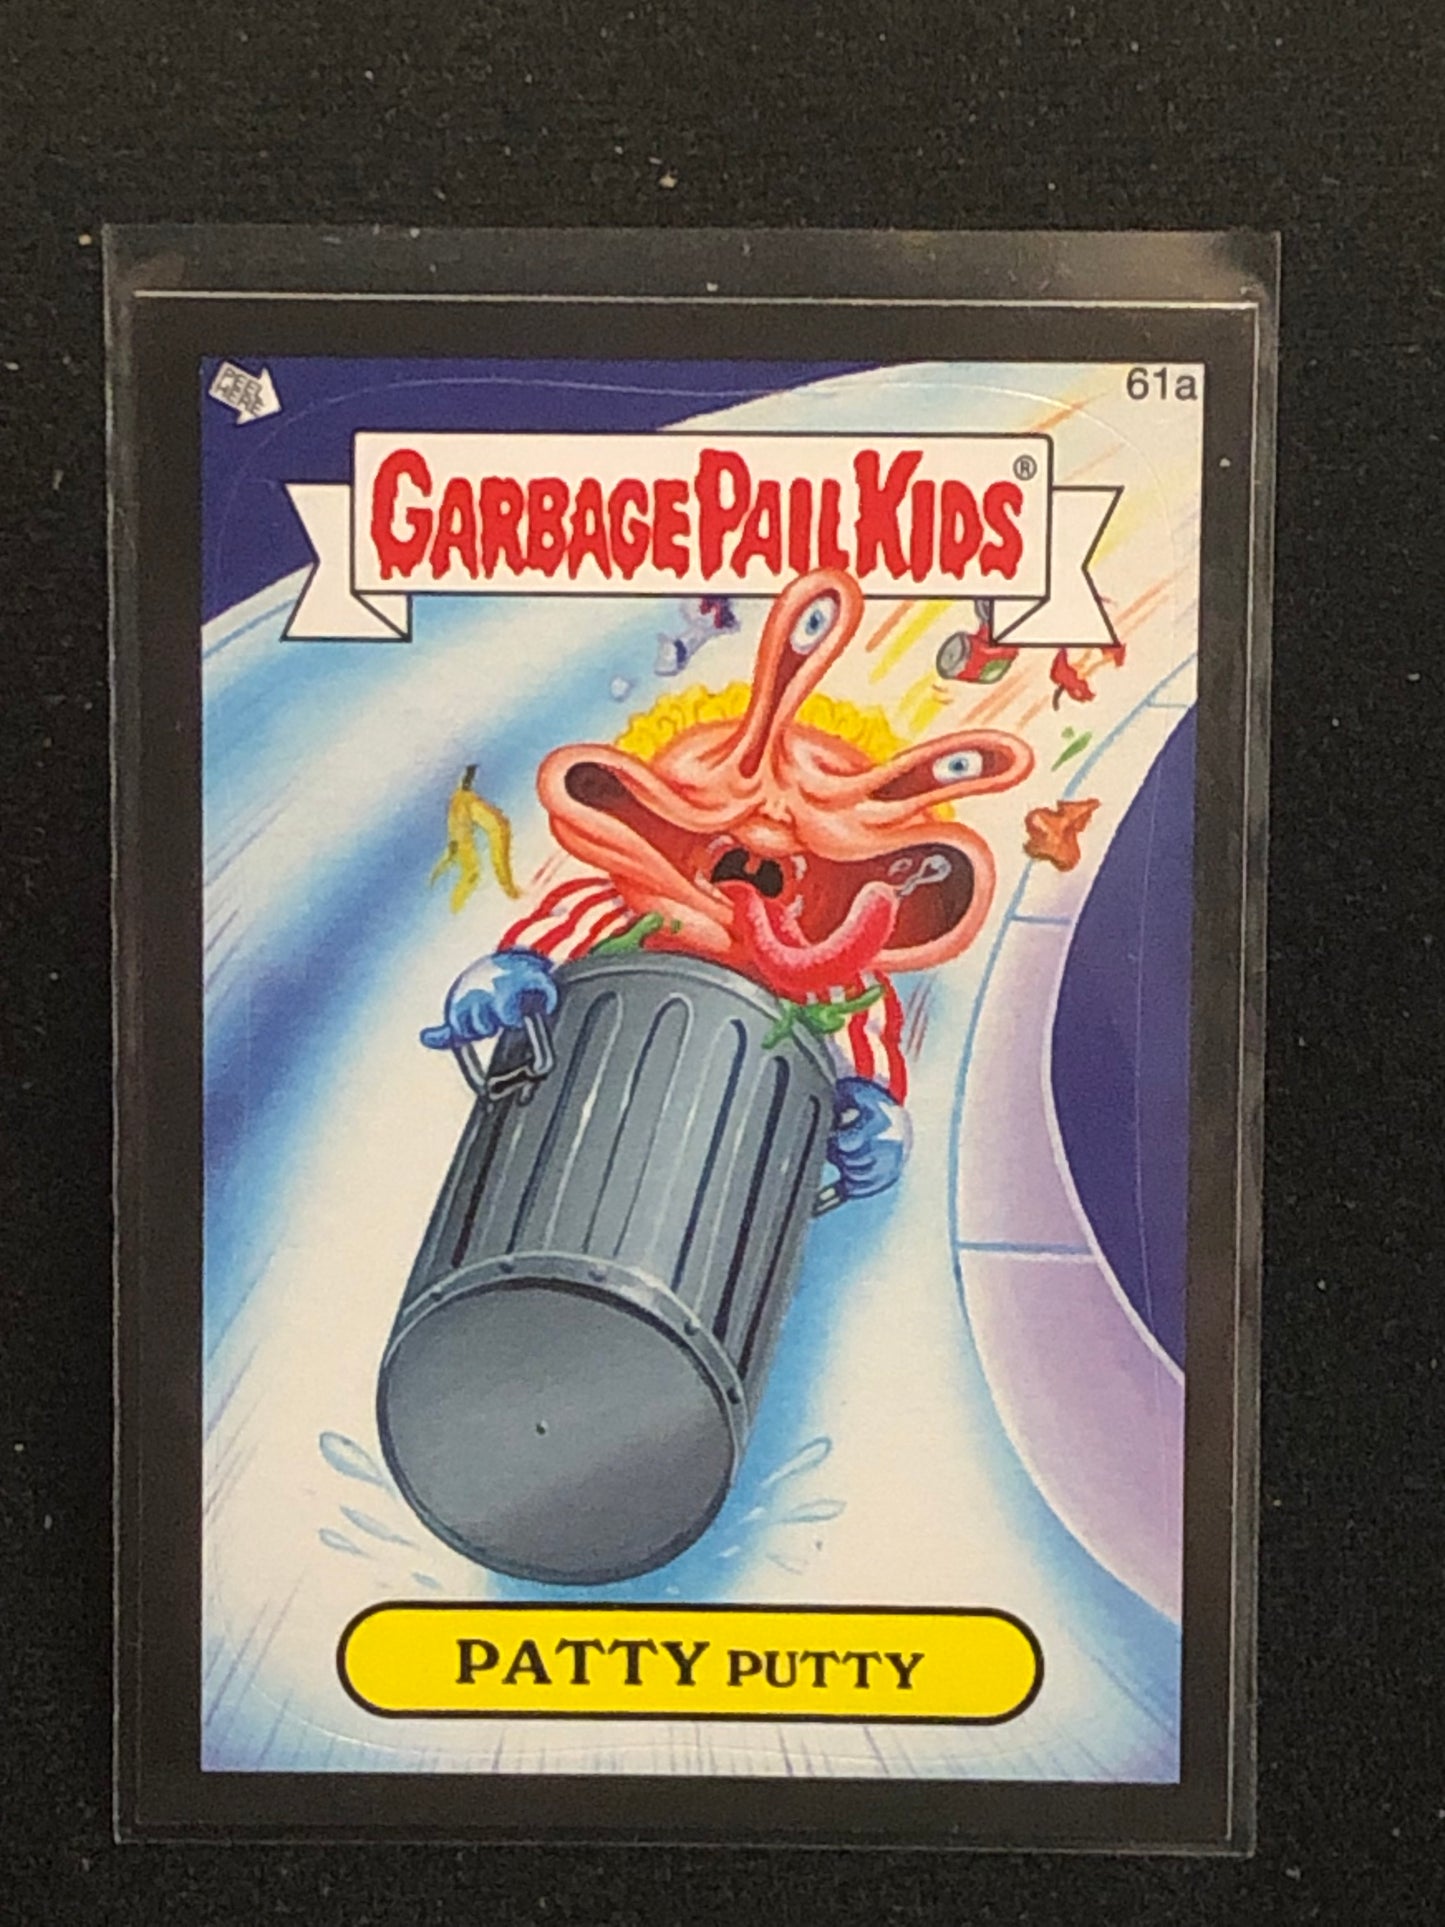 PEEL
HERE
61a
GARBAGE PAIL KIDS®
PATTY PUTTY